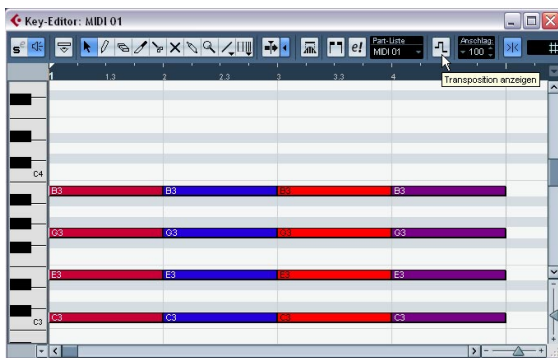 Key-Editor: MIDI 01
Part-Liste
MIDI 01
Anschlag:
100
Transposition anzeigen
1 1.3 2 2.3 3 3.3 4
C4
B3 B3 B3 B3
G3 G3 G3 G3
E3 E3 E3 E3
C3 C3 C3 C3 C3